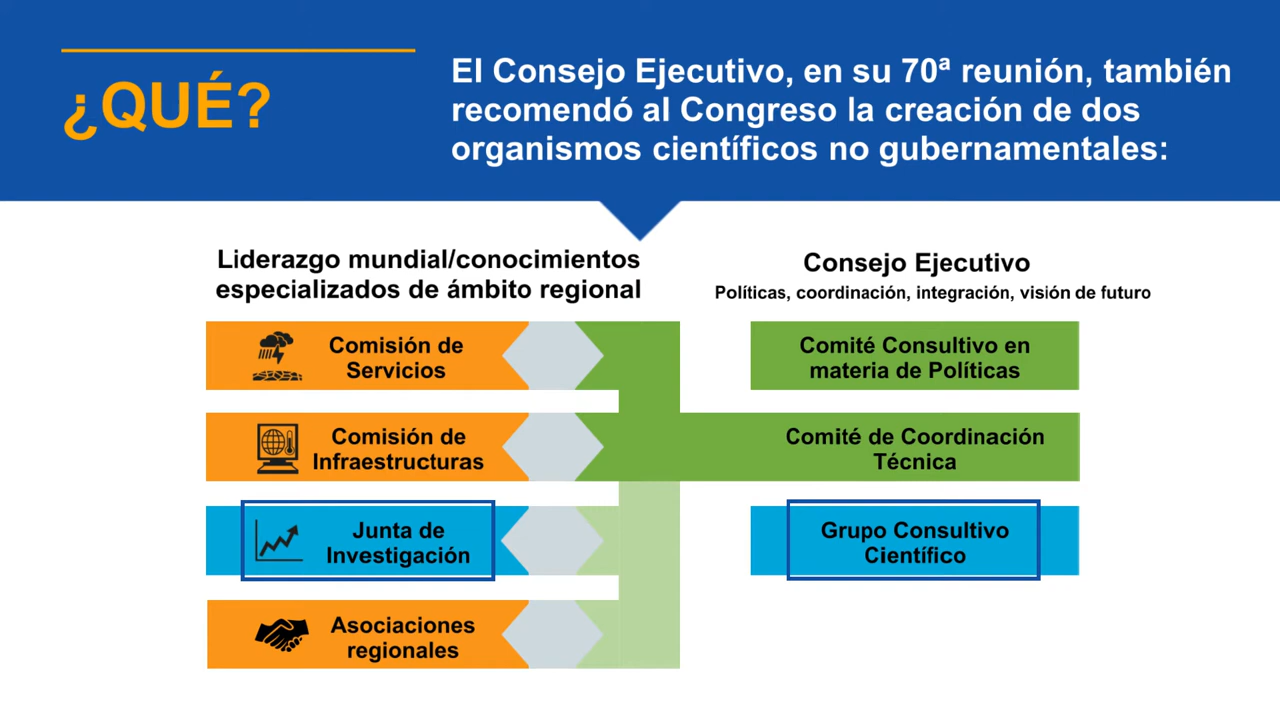 ¿QUÉ?
El Consejo Ejecutivo, en su 70ª reunión, también
recomendó al Congreso la creación de dos
organismos científicos no gubernamentales:
Liderazgo mundial/conocimientos
especializados de ámbito regional
Comisión de
Servicios
Comisión de
Infraestructuras
Junta de
Investigación
Asociaciones
regionales
Consejo Ejecutivo
Políticas, coordinación, integración, visión de futuro
Comité Consultivo en
materia de Políticas
Comité de Coordinación
Técnica
Grupo Consultivo
Científico